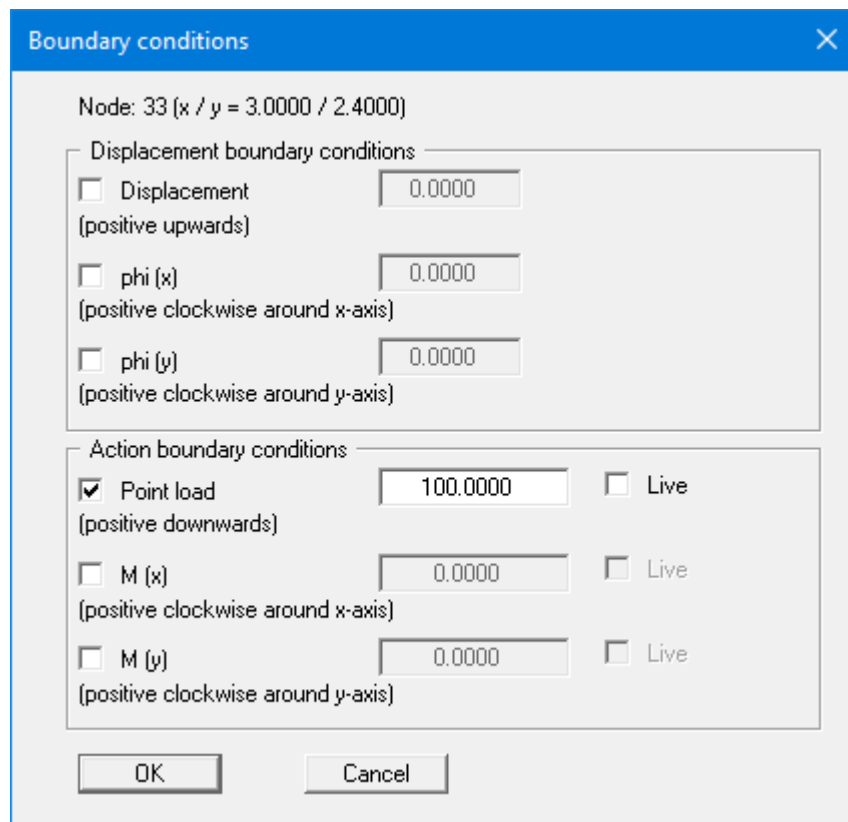 Boundary conditions
Node: 33 (x / y = 3.0000 / 2.4000)
Displacement boundary conditions
Displacement 0.0000
(positive upwards)
phi (x) 0.0000
(positive clockwise around x-axis)
phi (y) 0.0000
(positive clockwise around y-axis)
Action boundary conditions
Point load 100.0000 Live
(positive downwards)
M (x) 0.0000 Live
(positive clockwise around x-axis)
M (y) 0.0000 Live
(positive clockwise around y-axis)
OK Cancel